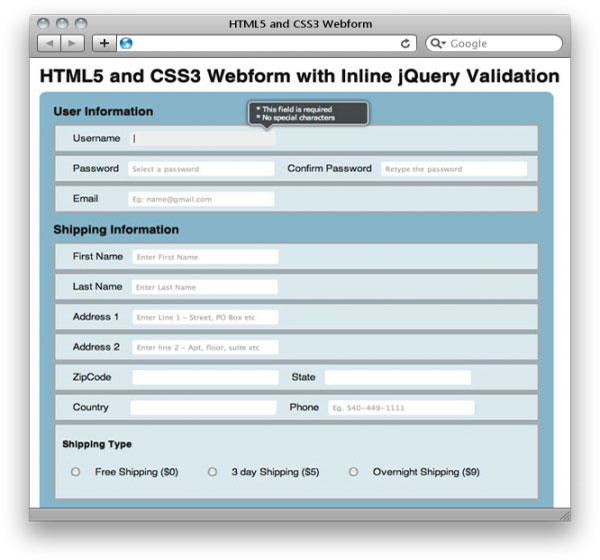 HTML5 and CSS3 Webform
Google
HTML5 and CSS3 Webform with Inline jQuery Validation
User Information
* This field is required
* No special characters
Username
Password Select a password Confirm Password Retype the password
Email Eg: name@gmail.com
Shipping Information
First Name Enter First Name
Last Name Enter Last Name
Address 1 Enter Line 1 - Street, PO Box etc
Address 2 Enter line 2 - Apt, floor, suite etc
ZipCode State
Country Phone Eg. 540-449-1111
Shipping Type
Free Shipping ($0) 3 day Shipping ($5) Overnight Shipping ($9)